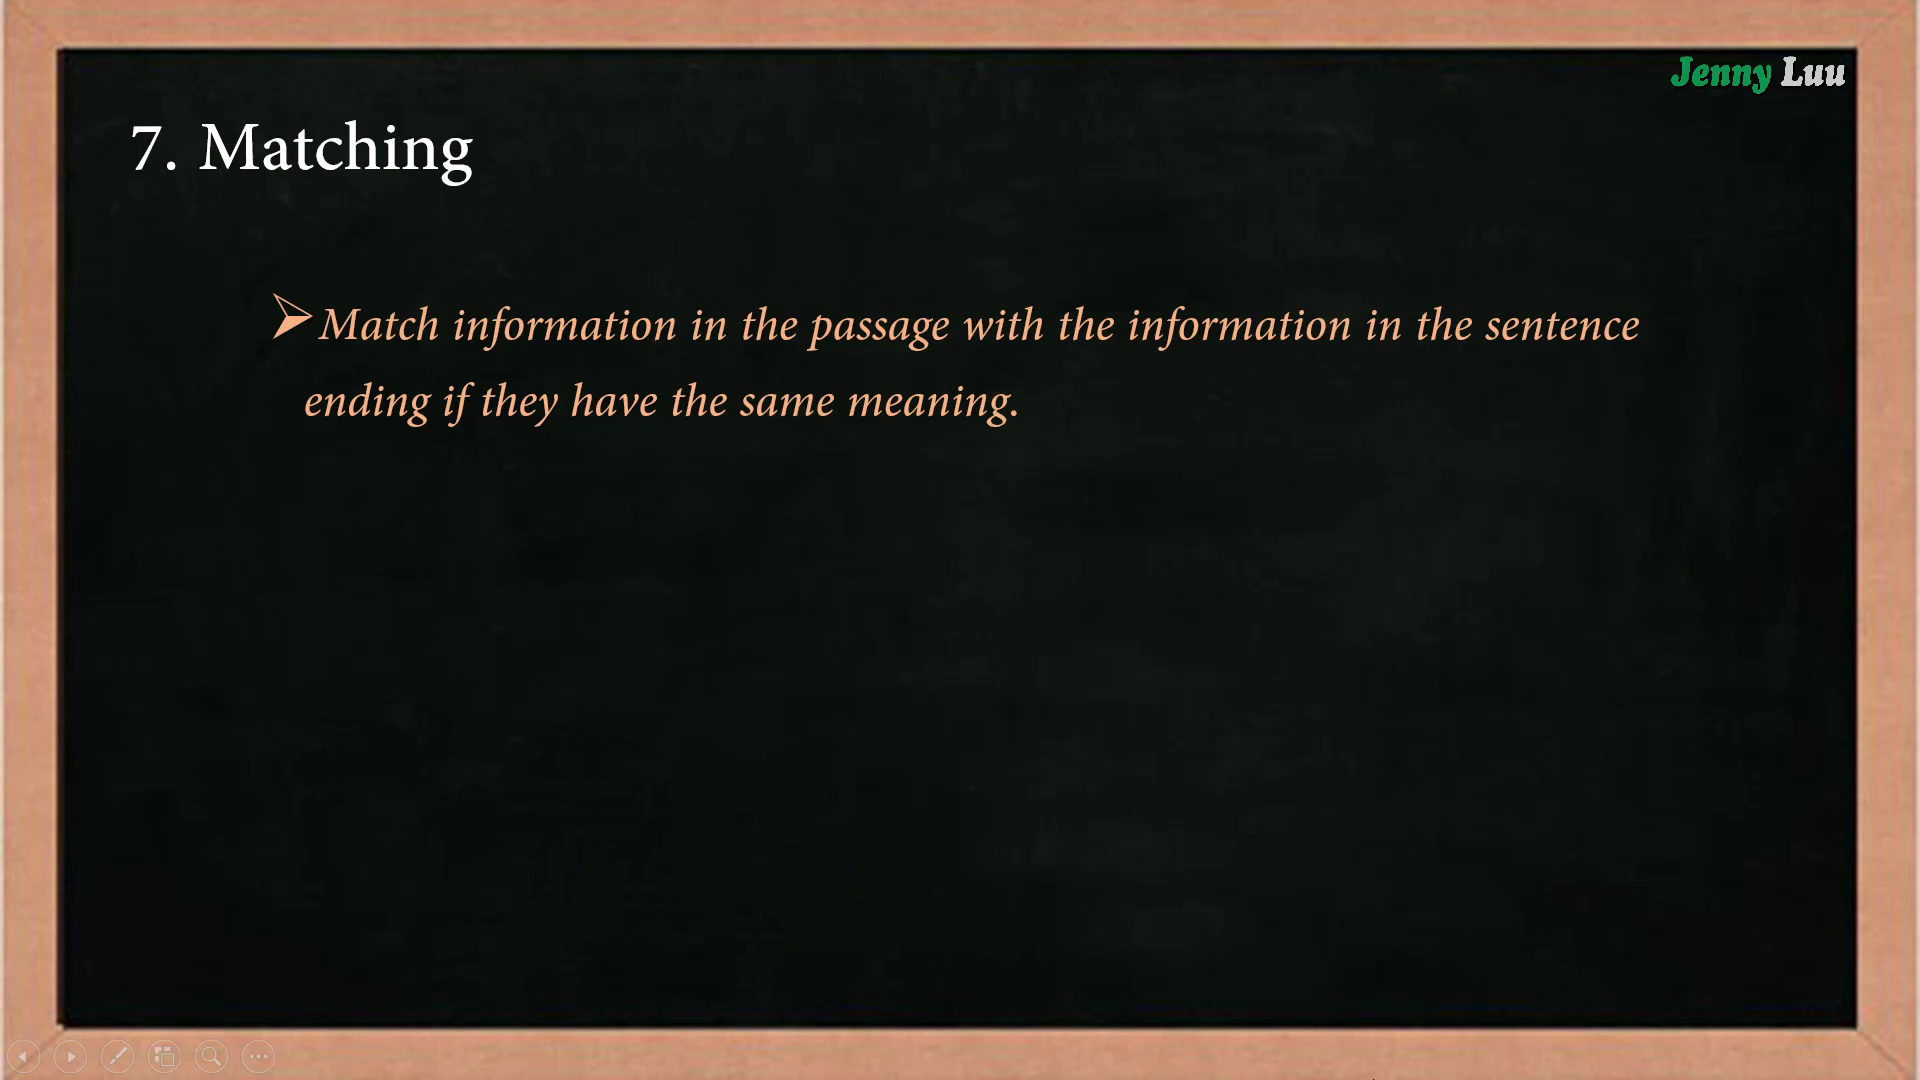 Jenny Luu
7. Matching
Match information in the passage with the information in the sentence
ending if they have the same meaning.